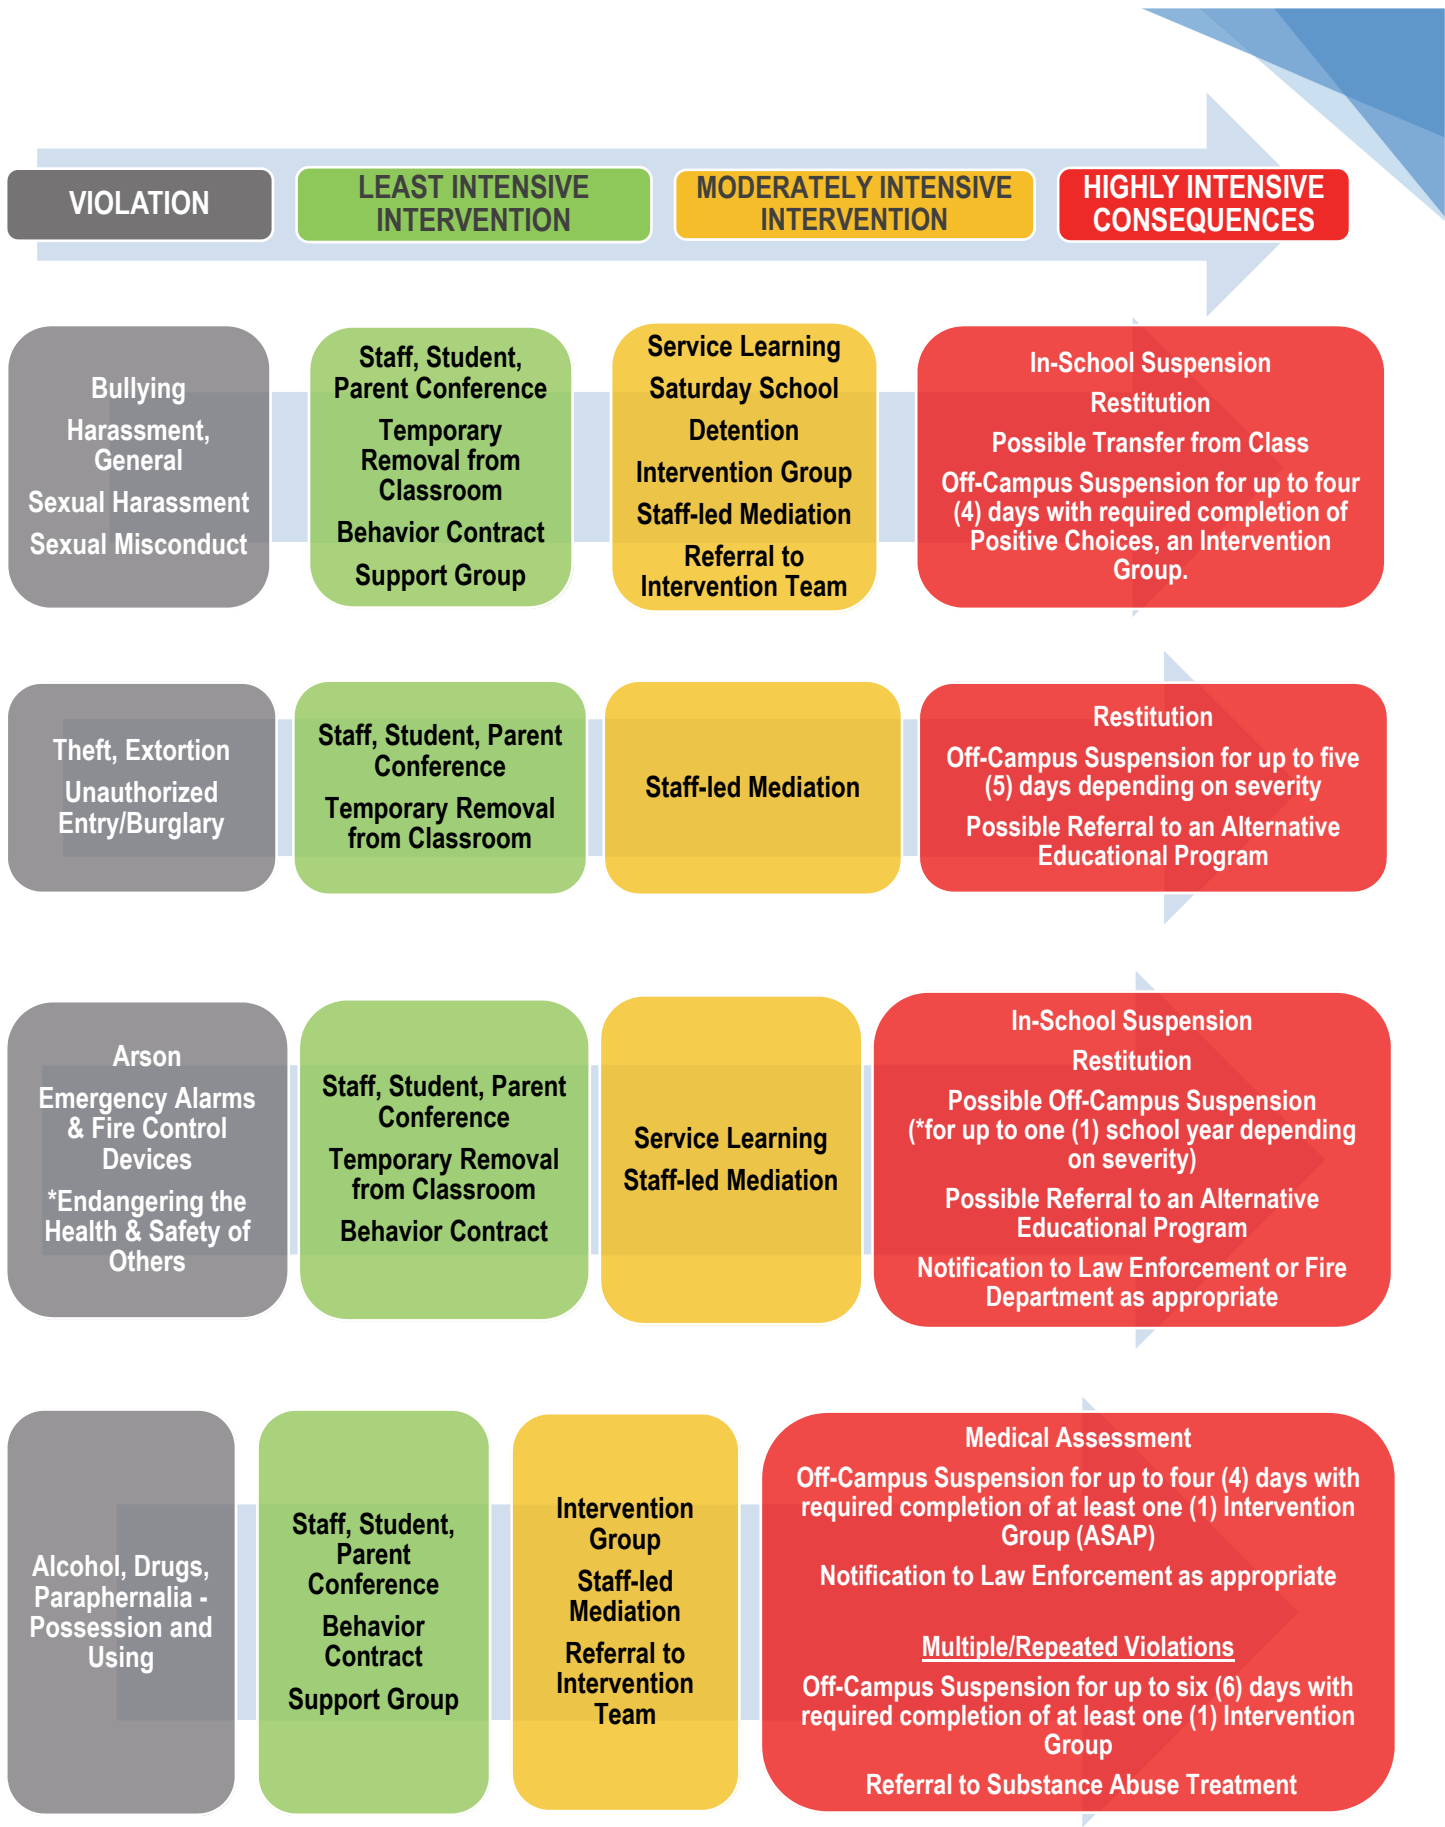 VIOLATION
LEAST INTENSIVE
INTERVENTION
MODERATELY INTENSIVE
INTERVENTION
HIGHLY INTENSIVE
CONSEQUENCES
Bullying
Harassment,
General
Sexual Harassment
Sexual Misconduct
Staff, Student,
Parent Conference
Temporary
Removal from
Classroom
Behavior Contract
Support Group
Service Learning
Saturday School
Detention
Intervention Group
Staff-led Mediation
Referral to
Intervention Team
In-School Suspension
Restitution
Possible Transfer from Class
Off-Campus Suspension for up to four
(4) days with required completion of
Positive Choices, an Intervention
Group.
Theft, Extortion
Unauthorized
Entry/Burglary
Staff, Student, Parent
Conference
Temporary Removal
from Classroom
Staff-led Mediation
Restitution
Off-Campus Suspension for up to five
(5) days depending on severity
Possible Referral to an Alternative
Educational Program
Arson
Emergency Alarms
& Fire Control
Devices
*Endangering the
Health & Safety of
Others
Staff, Student, Parent
Conference
Temporary Removal
from Classroom
Behavior Contract
Service Learning
Staff-led Mediation
In-School Suspension
Restitution
Possible Off-Campus Suspension
(*for up to one (1) school year depending
on severity)
Possible Referral to an Alternative
Educational Program
Notification to Law Enforcement or Fire
Department as appropriate
Alcohol, Drugs,
Paraphernalia -
Possession and
Using
Staff, Student,
Parent
Conference
Behavior
Contract
Support Group
Intervention
Group
Staff-led
Mediation
Referral to
Intervention
Team
Medical Assessment
Off-Campus Suspension for up to four (4) days with
required completion of at least one (1) Intervention
Group (ASAP)
Notification to Law Enforcement as appropriate
Multiple/Repeated Violations
Off-Campus Suspension for up to six (6) days with
required completion of at least one (1) Intervention
Group
Referral to Substance Abuse Treatment